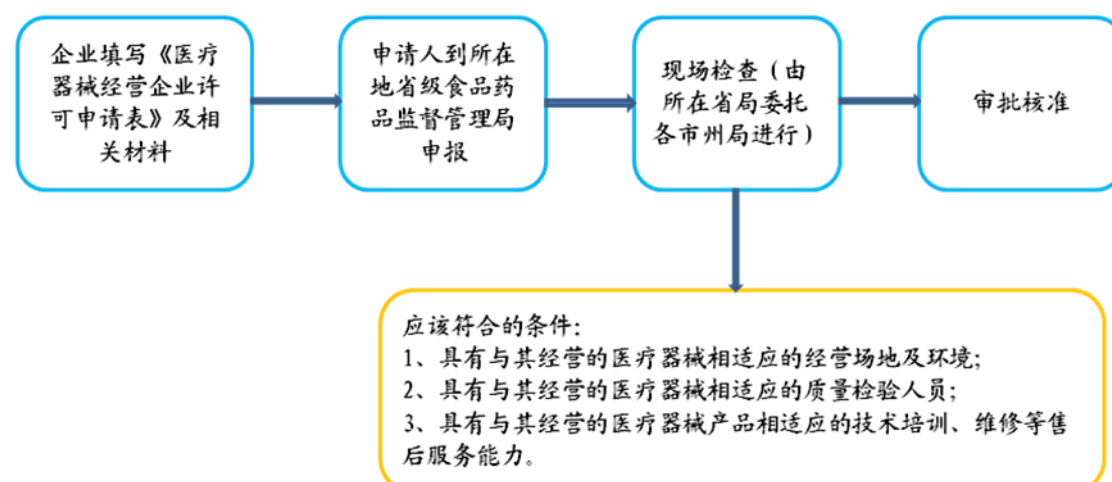 企业填写《医疗
器械经营企业许
可申请表》及相
关材料
申请人到所在
地省级食品药
品监督管理局
申报
现场检查（由
所在省局委托
各市州局进行）
审批核准
应该符合的条件：
1、具有与其经营的医疗器械相适应的经营场地及环境；
2、具有与其经营的医疗器械相适应的质量检验人员；
3、具有与其经营的医疗器械产品相适应的技术培训、维修等售
后服务能力。